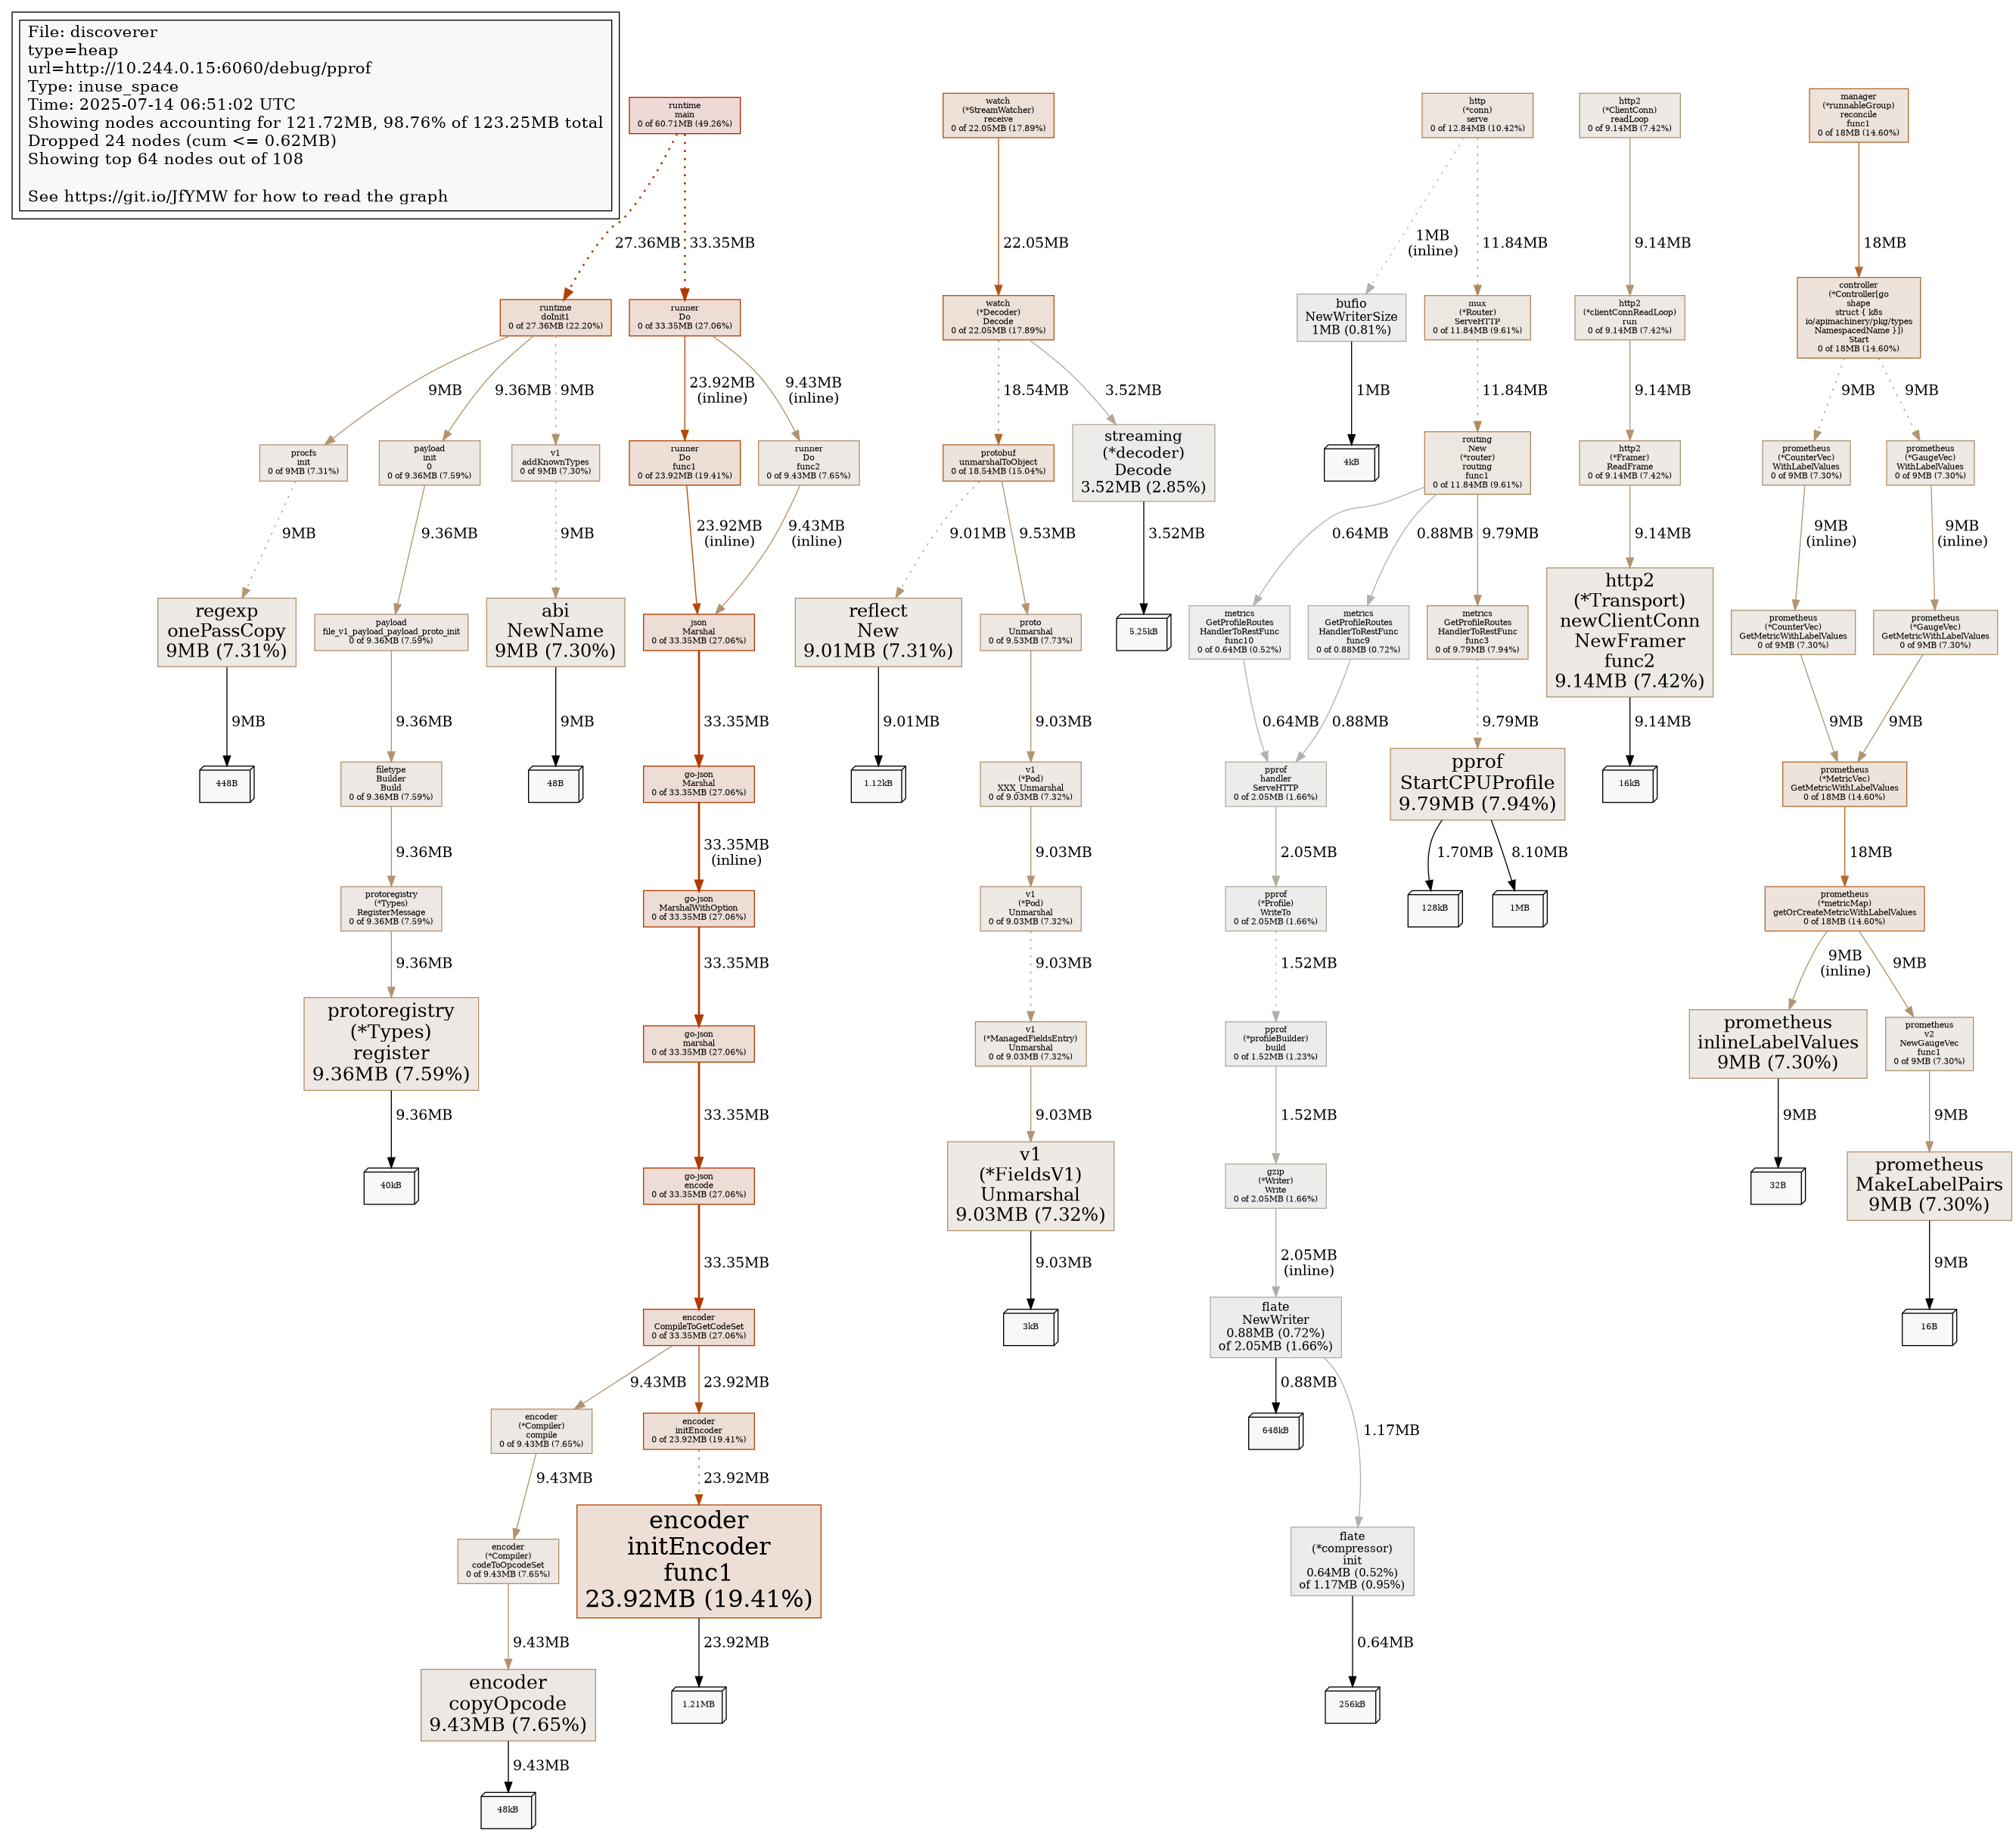 File: discoverer
type=heap
url=http://10.244.0.15:6060/debug/pprof
Type: inuse_space
Time: 2025-07-14 06:51:02 UTC
Showing nodes accounting for 121.72MB, 98.76% of 123.25MB total
Dropped 24 nodes (cum <= 0.62MB)
Showing top 64 nodes out of 108
See https://git.io/JfYMW for how to read the graph
runtime
main
0 of 60.71MB (49.26%)
watch
(*StreamWatcher)
receive
0 of 22.05MB (17.89%)
http
(*conn)
serve
0 of 12.84MB (10.42%)
http2
(*ClientConn)
readLoop
0 of 9.14MB (7.42%)
manager
(*runnableGroup)
reconcile
func1
0 of 18MB (14.60%)
27.36MB
33.35MB
22.05MB
1MB
(inline)
11.84MB
9.14MB
18MB
runtime
doInit1
0 of 27.36MB (22.20%)
runner
Do
0 of 33.35MB (27.06%)
watch
(*Decoder)
Decode
0 of 22.05MB (17.89%)
bufio
NewWriterSize
1MB (0.81%)
mux
(*Router)
ServeHTTP
0 of 11.84MB (9.61%)
http2
(*clientConnReadLoop)
run
0 of 9.14MB (7.42%)
controller
(*Controller[go
shape
struct { k8s
io/apimachinery/pkg/types
NamespacedName }])
Start
0 of 18MB (14.60%)
9MB
9.36MB
9MB
23.92MB
(inline)
9.43MB
(inline)
18.54MB
3.52MB
1MB
11.84MB
9.14MB
9MB
9MB
procfs
init
0 of 9MB (7.31%)
payload
init
0
0 of 9.36MB (7.59%)
v1
addKnownTypes
0 of 9MB (7.30%)
runner
Do
func1
0 of 23.92MB (19.41%)
runner
Do
func2
0 of 9.43MB (7.65%)
protobuf
unmarshalToObject
0 of 18.54MB (15.04%)
streaming
(*decoder)
Decode
3.52MB (2.85%)
4kB
routing
New
(*router)
routing
func1
0 of 11.84MB (9.61%)
http2
(*Framer)
ReadFrame
0 of 9.14MB (7.42%)
prometheus
(*CounterVec)
WithLabelValues
0 of 9MB (7.30%)
prometheus
(*GaugeVec)
WithLabelValues
0 of 9MB (7.30%)
9MB
9.36MB
9MB
23.92MB
(inline)
9.43MB
(inline)
9.01MB
9.53MB
3.52MB
0.64MB
0.88MB
9.79MB
9.14MB
9MB
(inline)
9MB
(inline)
regexp
onePassCopy
9MB (7.31%)
payload
file_v1_payload_payload_proto_init
0 of 9.36MB (7.59%)
abi
NewName
9MB (7.30%)
json
Marshal
0 of 33.35MB (27.06%)
reflect
New
9.01MB (7.31%)
proto
Unmarshal
0 of 9.53MB (7.73%)
5.25kB
metrics
GetProfileRoutes
HandlerToRestFunc
func10
0 of 0.64MB (0.52%)
metrics
GetProfileRoutes
HandlerToRestFunc
func9
0 of 0.88MB (0.72%)
metrics
GetProfileRoutes
HandlerToRestFunc
func3
0 of 9.79MB (7.94%)
http2
(*Transport)
newClientConn
NewFramer
func2
9.14MB (7.42%)
prometheus
(*CounterVec)
GetMetricWithLabelValues
0 of 9MB (7.30%)
prometheus
(*GaugeVec)
GetMetricWithLabelValues
0 of 9MB (7.30%)
9MB
9.36MB
9MB
33.35MB
9.01MB
9.03MB
0.64MB
0.88MB
9.79MB
9.14MB
9MB
9MB
448B
filetype
Builder
Build
0 of 9.36MB (7.59%)
48B
go-json
Marshal
0 of 33.35MB (27.06%)
1.12kB
v1
(*Pod)
XXX_Unmarshal
0 of 9.03MB (7.32%)
pprof
handler
ServeHTTP
0 of 2.05MB (1.66%)
pprof
StartCPUProfile
9.79MB (7.94%)
16kB
prometheus
(*MetricVec)
GetMetricWithLabelValues
0 of 18MB (14.60%)
9.36MB
33.35MB
(inline)
9.03MB
2.05MB
1.70MB
8.10MB
18MB
protoregistry
(*Types)
RegisterMessage
0 of 9.36MB (7.59%)
go-json
MarshalWithOption
0 of 33.35MB (27.06%)
v1
(*Pod)
Unmarshal
0 of 9.03MB (7.32%)
pprof
(*Profile)
WriteTo
0 of 2.05MB (1.66%)
128kB
1MB
prometheus
(*metricMap)
getOrCreateMetricWithLabelValues
0 of 18MB (14.60%)
9.36MB
33.35MB
9.03MB
1.52MB
9MB
(inline)
9MB
protoregistry
(*Types)
register
9.36MB (7.59%)
go-json
marshal
0 of 33.35MB (27.06%)
v1
(*ManagedFieldsEntry)
Unmarshal
0 of 9.03MB (7.32%)
pprof
(*profileBuilder)
build
0 of 1.52MB (1.23%)
prometheus
inlineLabelValues
9MB (7.30%)
prometheus
v2
NewGaugeVec
func1
0 of 9MB (7.30%)
9.36MB
33.35MB
9.03MB
1.52MB
9MB
9MB
40kB
go-json
encode
0 of 33.35MB (27.06%)
v1
(*FieldsV1)
Unmarshal
9.03MB (7.32%)
gzip
(*Writer)
Write
0 of 2.05MB (1.66%)
32B
prometheus
MakeLabelPairs
9MB (7.30%)
33.35MB
9.03MB
2.05MB
(inline)
9MB
encoder
CompileToGetCodeSet
0 of 33.35MB (27.06%)
3kB
flate
NewWriter
0.88MB (0.72%)
of 2.05MB (1.66%)
16B
9.43MB
23.92MB
0.88MB
1.17MB
encoder
(*Compiler)
compile
0 of 9.43MB (7.65%)
encoder
initEncoder
0 of 23.92MB (19.41%)
648kB
9.43MB
23.92MB
encoder
(*Compiler)
codeToOpcodeSet
0 of 9.43MB (7.65%)
encoder
initEncoder
func1
23.92MB (19.41%)
flate
(*compressor)
init
0.64MB (0.52%)
of 1.17MB (0.95%)
9.43MB
23.92MB
0.64MB
encoder
copyOpcode
9.43MB (7.65%)
1.21MB
256kB
9.43MB
48kB